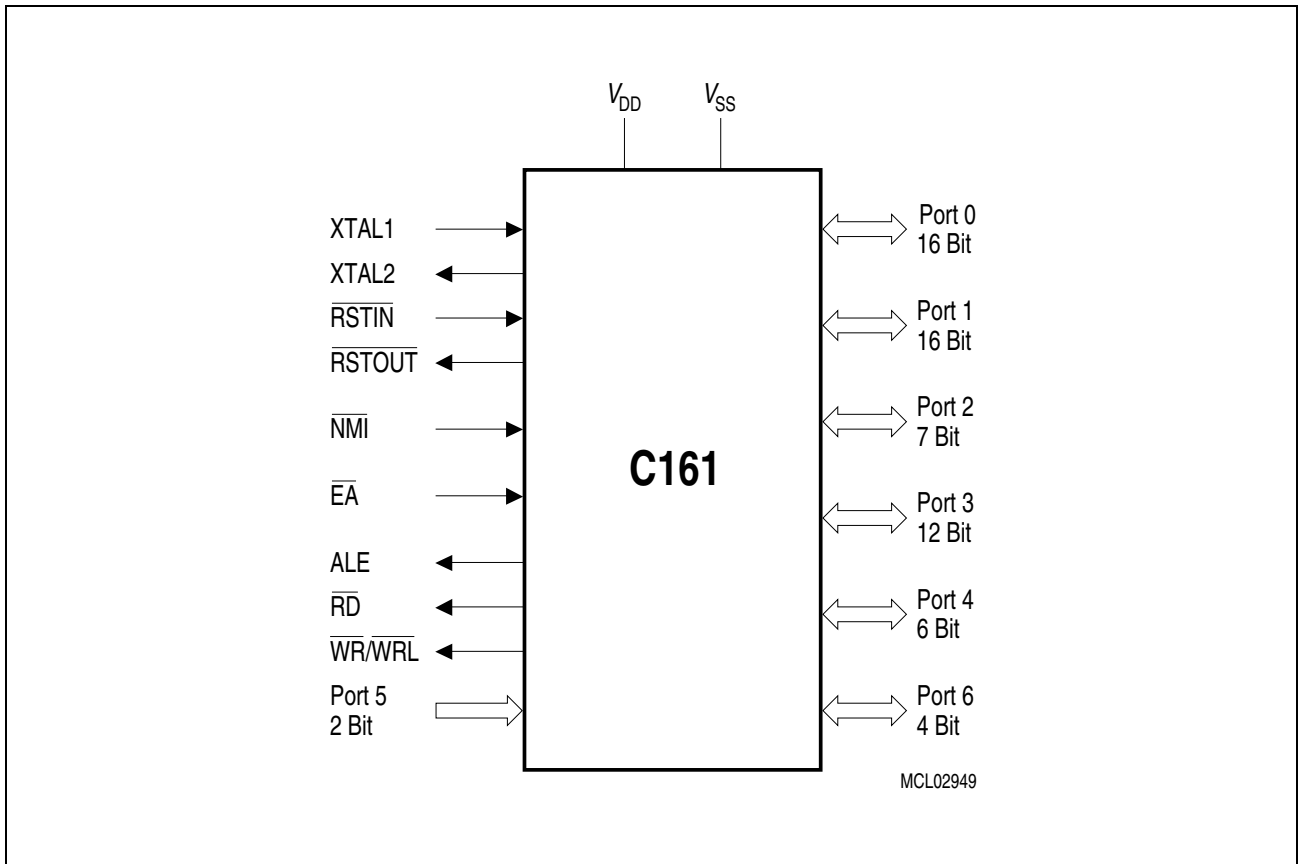 VDD VSS
XTAL1
XTAL2
RSTIN
RSTOUT
NMI
EA
ALE
RD
WR/WRL
Port 5
2 Bit
C161
Port 0
16 Bit
Port 1
16 Bit
Port 2
7 Bit
Port 3
12 Bit
Port 4
6 Bit
Port 6
4 Bit
MCL02949